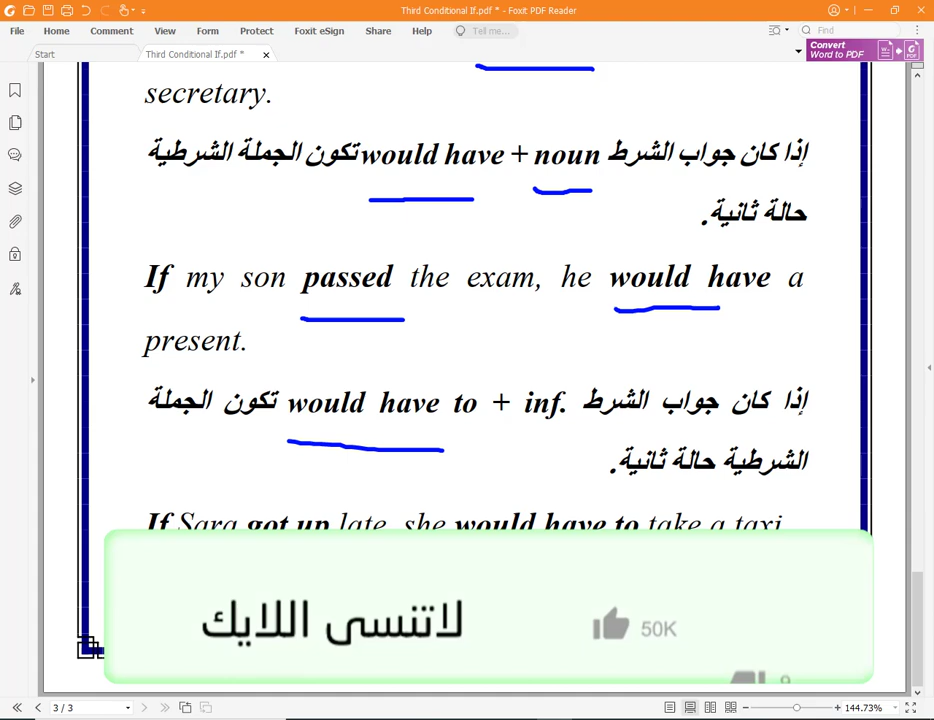 Third Conditional If.pdf * - Foxit PDF Reader
File Home Comment View Form Protect Foxit eSign Share Help Tell me... Find
Start Third Conditional If.pdf * Convert Word to PDF
secretary.
إذا كان جواب الشرط would have + noun تكون الجملة الشرطية
حالة ثانية.
If my son passed the exam, he would have a
present.
إذا كان جواب الشرط would have to + inf. تكون الجملة
الشرطية حالة ثانية.
If Sara got up late, she would have to take a taxi.
لاتنسى اللايك 50K
3 / 3 144.73%